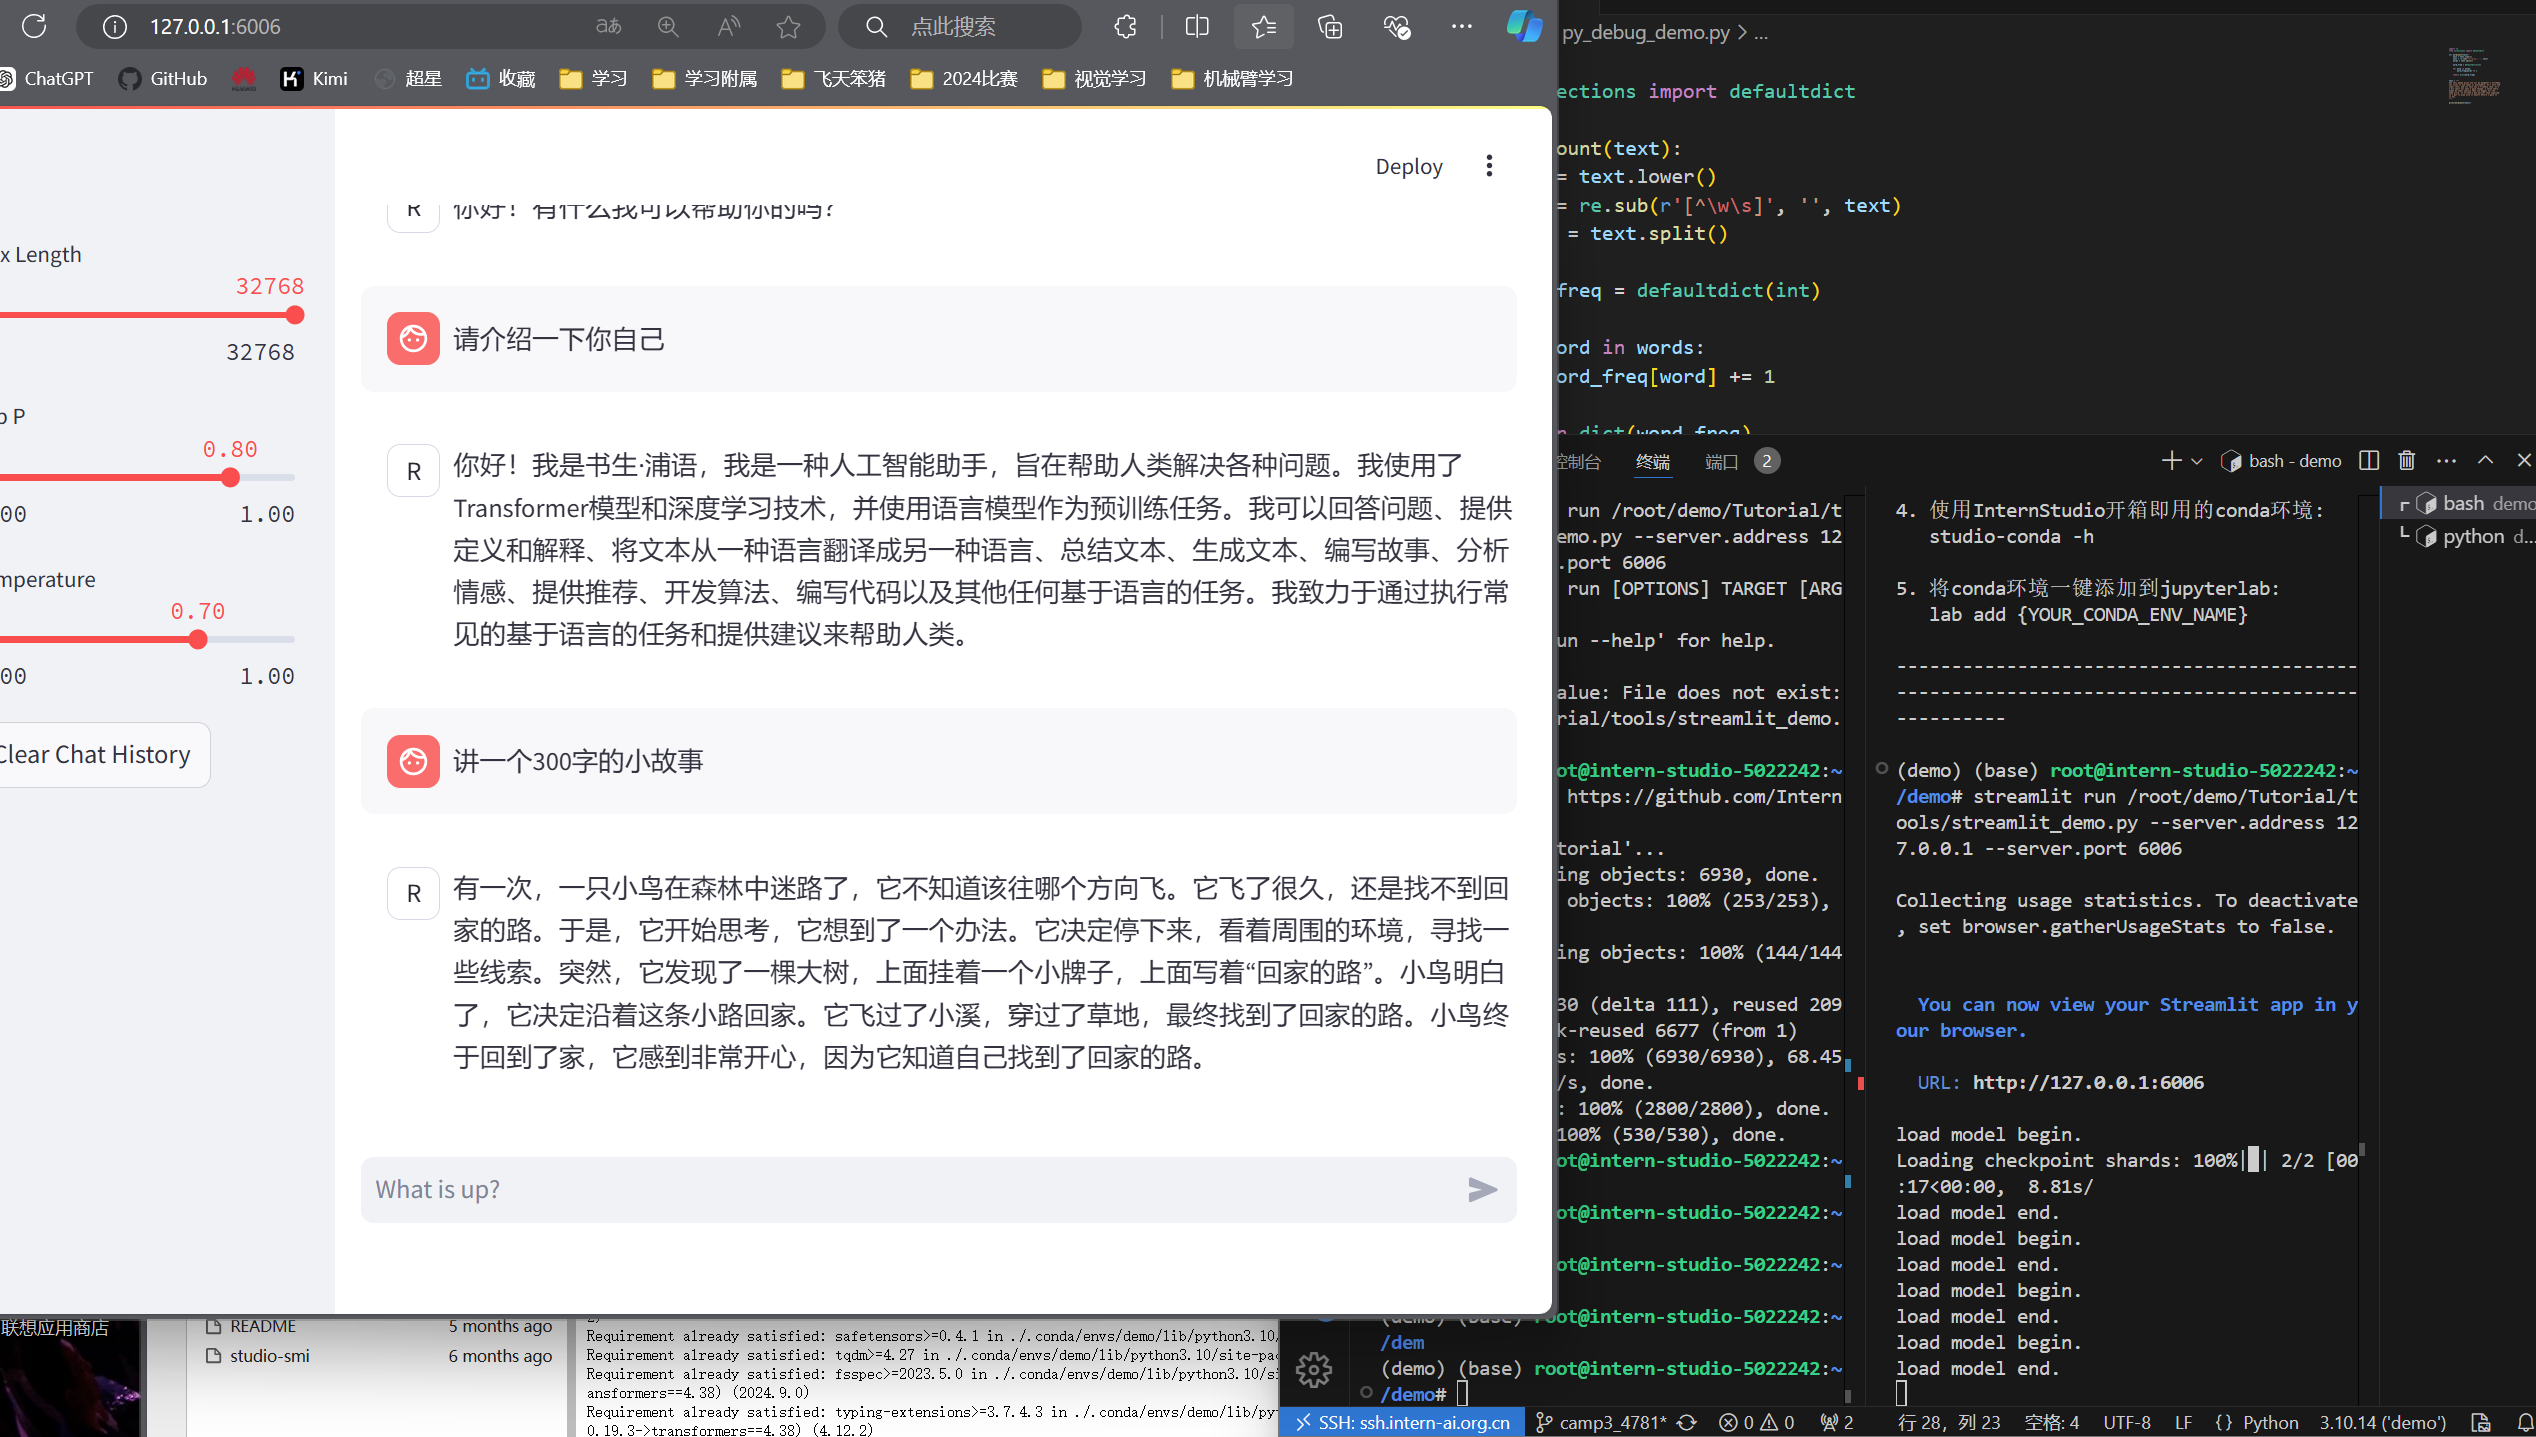 127.0.0.1:6006
aあ
点此搜索
ChatGPT
GitHub
Kimi
超星
收藏
学习
学习附属
飞天笨猪
2024比赛
视觉学习
机械臂学习
Deploy
x Length
32768
32768
p P
0.80
00
1.00
mperature
0.70
00
1.00
Clear Chat History
R
你好！有什么我可以帮助你的吗？
请介绍一下你自己
R
你好！我是书生·浦语，我是一种人工智能助手，旨在帮助人类解决各种问题。我使用了
Transformer模型和深度学习技术，并使用语言模型作为预训练任务。我可以回答问题、提供
定义和解释、将文本从一种语言翻译成另一种语言、总结文本、生成文本、编写故事、分析
情感、提供推荐、开发算法、编写代码以及其他任何基于语言的任务。我致力于通过执行常
见的基于语言的任务和提供建议来帮助人类。
讲一个300字的小故事
R
有一次，一只小鸟在森林中迷路了，它不知道该往哪个方向飞。它飞了很久，还是找不到回
家的路。于是，它开始思考，它想到了一个办法。它决定停下来，看着周围的环境，寻找一
些线索。突然，它发现了一棵大树，上面挂着一个小牌子，上面写着“回家的路”。小鸟明白
了，它决定沿着这条小路回家。它飞过了小溪，穿过了草地，最终找到了回家的路。小鸟终
于回到了家，它感到非常开心，因为它知道自己找到了回家的路。
What is up?
py_debug_demo.py > ...
ections import defaultdict
ount(text):
= text.lower()
= re.sub(r'[^\w\s]', '', text)
= text.split()
freq = defaultdict(int)
ord in words:
ord_freq[word] += 1
n dict(word_freq)
控制台
终端
端口
2
bash - demo
run /root/demo/Tutorial/t
emo.py --server.address 12
.port 6006
run [OPTIONS] TARGET [ARG
un --help' for help.
alue: File does not exist:
rial/tools/streamlit_demo.
ot@intern-studio-5022242:~
https://github.com/Intern
torial'...
ing objects: 6930, done.
objects: 100% (253/253),
ing objects: 100% (144/144
30 (delta 111), reused 209
k-reused 6677 (from 1)
s: 100% (6930/6930), 68.45
/s, done.
: 100% (2800/2800), done.
100% (530/530), done.
ot@intern-studio-5022242:~
ot@intern-studio-5022242:~
ot@intern-studio-5022242:~
(demo) (base) root@intern-studio-5022242:~
/dem
(demo) (base) root@intern-studio-5022242:~
/demo#
4. 使用InternStudio开箱即用的conda环境:
studio-conda -h
5. 将conda环境一键添加到jupyterlab:
lab add {YOUR_CONDA_ENV_NAME}
------------------------------------------
------------------------------------------
----------
(demo) (base) root@intern-studio-5022242:~
/demo# streamlit run /root/demo/Tutorial/t
ools/streamlit_demo.py --server.address 12
7.0.0.1 --server.port 6006
Collecting usage statistics. To deactivate
, set browser.gatherUsageStats to false.
You can now view your Streamlit app in y
our browser.
URL: http://127.0.0.1:6006
load model begin.
Loading checkpoint shards: 100%|█| 2/2 [00
:17<00:00,  8.81s/
load model end.
load model begin.
load model end.
load model begin.
load model end.
load model begin.
load model end.
bash demo
python d...
联想应用商店
README
5 months ago
studio-smi
6 months ago
Requirement already satisfied: safetensors>=0.4.1 in ./.conda/envs/demo/lib/python3.10/
Requirement already satisfied: tqdm>=4.27 in ./.conda/envs/demo/lib/python3.10/site-pac
Requirement already satisfied: fsspec>=2023.5.0 in ./.conda/envs/demo/lib/python3.10/si
ansformers==4.38) (2024.9.0)
Requirement already satisfied: typing-extensions>=3.7.4.3 in ./.conda/envs/demo/lib/py
0.19.3->transformers==4.38) (4.12.2)
SSH: ssh.intern-ai.org.cn
camp3_4781*
0
0
2
行 28，列 23
空格: 4
UTF-8
LF
{} Python
3.10.14 ('demo')